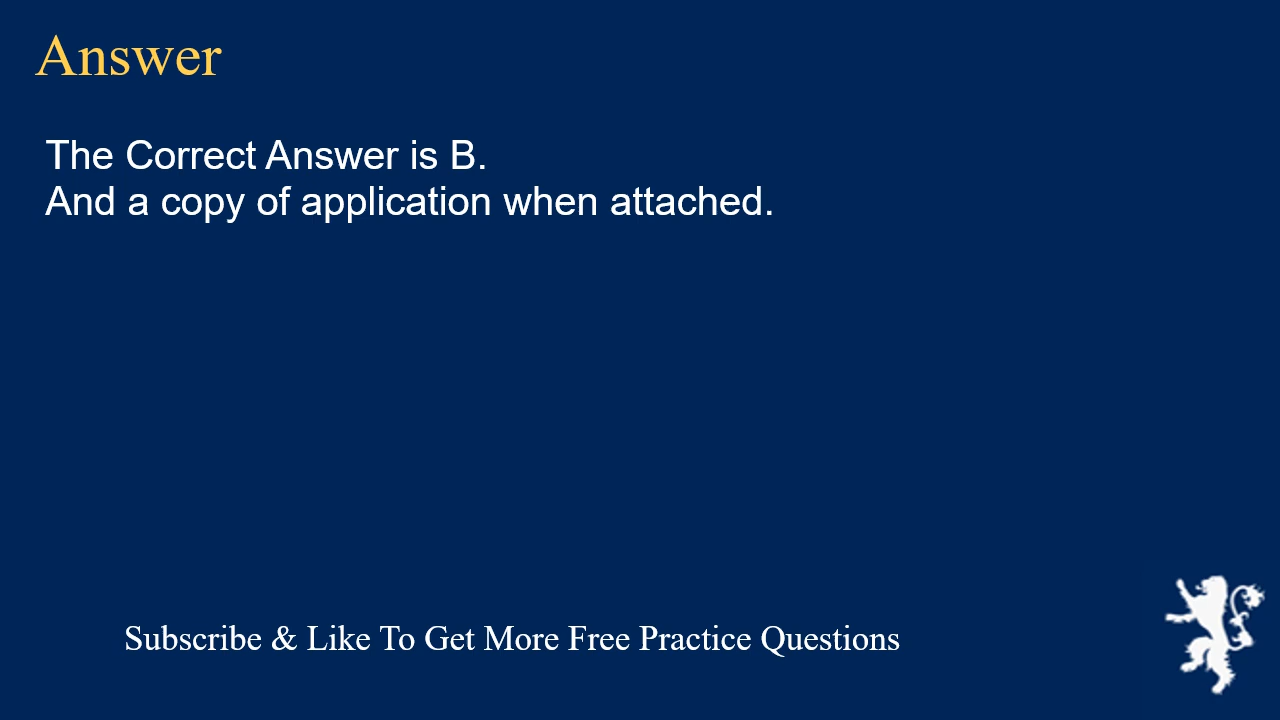 Answer
The Correct Answer is B.
And a copy of application when attached.
Subscribe & Like To Get More Free Practice Questions